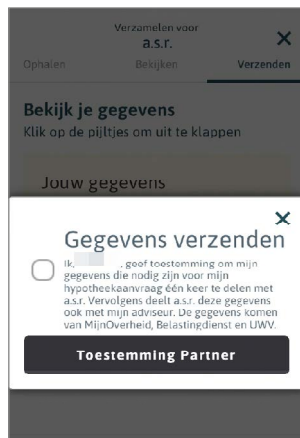 Verzamelen voor
a.s.r.
Ophalen Bekijken Verzenden
Bekijk je gegevens
Klik op de pijltjes om uit te klappen
Jouw gegevens
Gegevens verzenden
Ik, , geef toestemming om mijn
gegevens die nodig zijn voor mijn
hypotheekaanvraag één keer te delen met
a.s.r. Vervolgens deelt a.s.r. deze gegevens
ook met mijn adviseur. De gegevens komen
van MijnOverheid, Belastingdienst en UWV.
Toestemming Partner